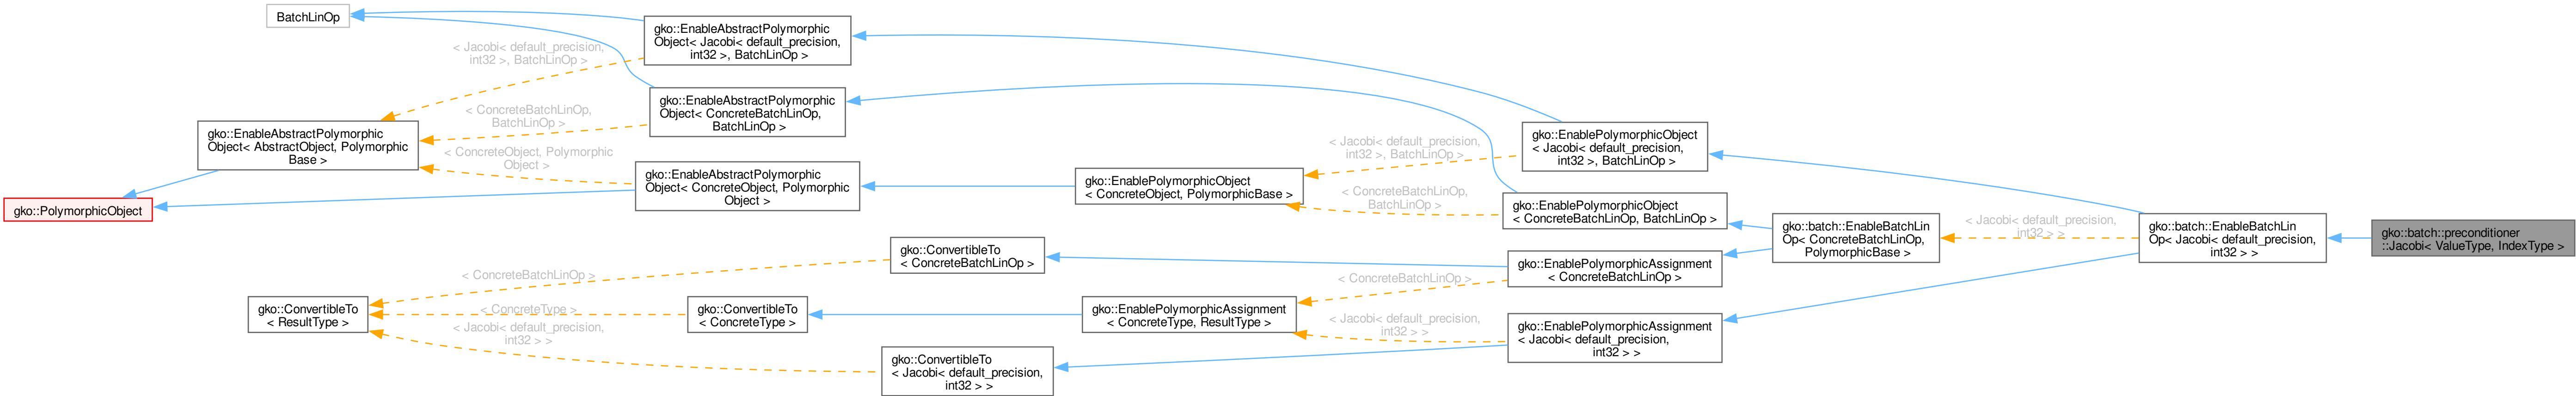 BatchLinOp
gko::EnableAbstractPolymorphic
Object< Jacobi< default_precision,
int32 >, BatchLinOp >
< Jacobi< default_precision,
int32 >, BatchLinOp >
gko::EnableAbstractPolymorphic
Object< ConcreteBatchLinOp,
BatchLinOp >
< ConcreteBatchLinOp,
BatchLinOp >
gko::EnableAbstractPolymorphic
Object< AbstractObject, Polymorphic
Base >
< ConcreteObject, Polymorphic
Object >
gko::EnableAbstractPolymorphic
Object< ConcreteObject, Polymorphic
Object >
gko::PolymorphicObject
gko::EnablePolymorphicObject
< ConcreteObject, PolymorphicBase >
< Jacobi< default_precision,
int32 >, BatchLinOp >
< ConcreteBatchLinOp,
BatchLinOp >
gko::EnablePolymorphicObject
< Jacobi< default_precision,
int32 >, BatchLinOp >
gko::EnablePolymorphicObject
< ConcreteBatchLinOp, BatchLinOp >
gko::batch::EnableBatchLin
Op< ConcreteBatchLinOp,
PolymorphicBase >
< Jacobi< default_precision,
int32 > >
gko::batch::EnableBatchLin
Op< Jacobi< default_precision,
int32 > >
gko::batch::preconditioner
::Jacobi< ValueType, IndexType >
gko::ConvertibleTo
< ConcreteBatchLinOp >
< ConcreteBatchLinOp >
gko::EnablePolymorphicAssignment
< ConcreteBatchLinOp >
< ConcreteBatchLinOp >
gko::ConvertibleTo
< ResultType >
< ConcreteType >
gko::ConvertibleTo
< ConcreteType >
gko::EnablePolymorphicAssignment
< ConcreteType, ResultType >
< Jacobi< default_precision,
int32 > >
< Jacobi< default_precision,
int32 > >
gko::EnablePolymorphicAssignment
< Jacobi< default_precision,
int32 > >
gko::ConvertibleTo
< Jacobi< default_precision,
int32 > >